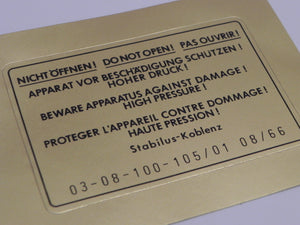 NICHT ÖFFNEN! DO NOT OPEN! PAS OUVRIR!
APPARAT VOR BESCHÄDIGUNG SCHUTZEN!
HOHER DRUCK!
BEWARE APPARATUS AGAINST DAMAGE!
HIGH PRESSURE!
PROTEGER L'APPAREIL CONTRE DOMMAGE!
HAUTE PRESSION!
Stabilus-Koblenz
03-08-100-105/01 08/66